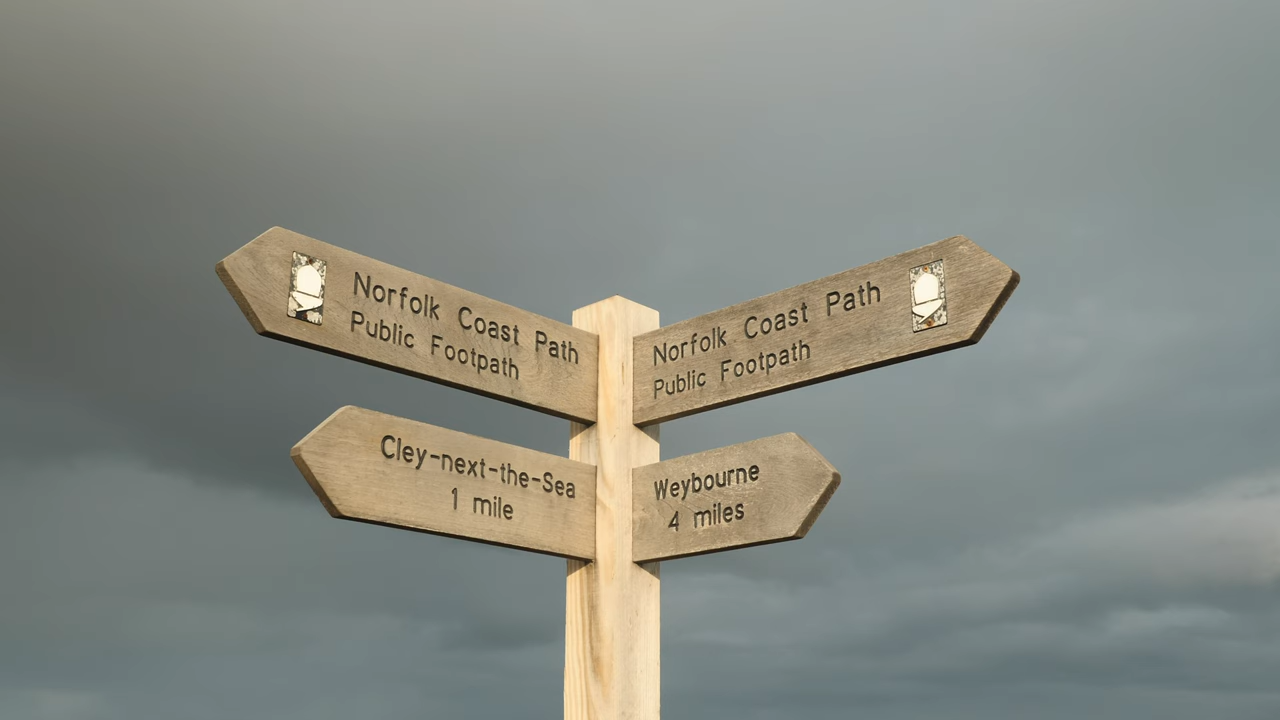 Norfolk Coast Path
Public Footpath
Norfolk Coast Path
Public Footpath
Cley-next-the-Sea
1 mile
Weybourne
4 miles